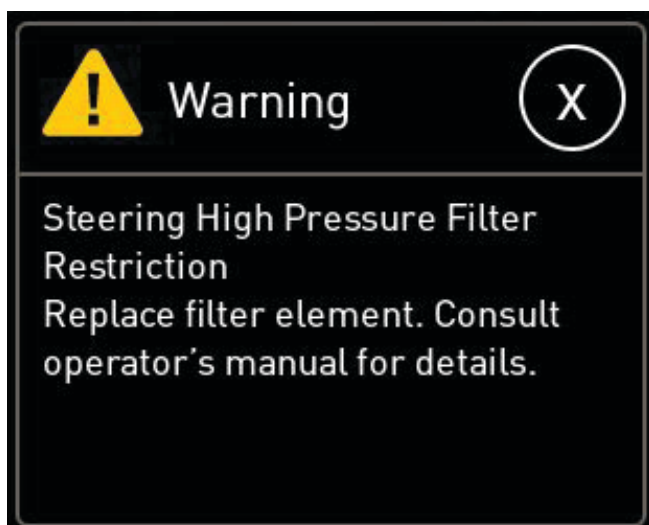 Warning
X
Steering High Pressure Filter
Restriction
Replace filter element. Consult
operator’s manual for details.